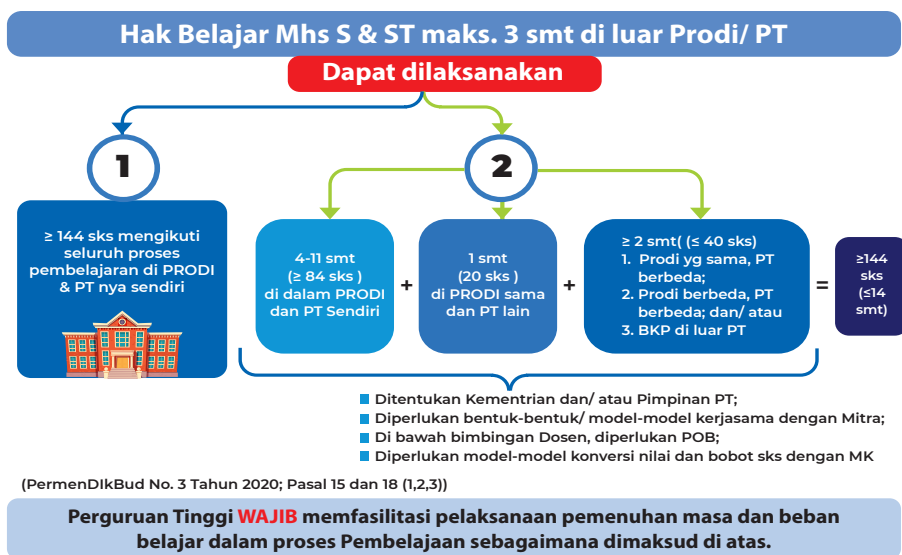 Hak Belajar Mhs S & ST maks. 3 smt di luar Prodi/ PT
Dapat dilaksanakan
1
2
≥ 144 sks mengikuti
seluruh proses
pembelajaran di PRODI
& PT nya sendiri
4-11 smt
(≥ 84 sks )
di dalam PRODI
dan PT Sendiri
+
1 smt
(20 sks )
di PRODI sama
dan PT lain
+
≥ 2 smt( (≤ 40 sks)
1. Prodi yg sama, PT
berbeda;
2. Prodi berbeda, PT
berbeda; dan/ atau
3. BKP di luar PT
=
≥144
sks
(≤14
smt)
Ditentukan Kementrian dan/ atau Pimpinan PT;
Diperlukan bentuk-bentuk/ model-model kerjasama dengan Mitra;
Di bawah bimbingan Dosen, diperlukan POB;
Diperlukan model-model konversi nilai dan bobot sks dengan MK
(PermenDIkBud No. 3 Tahun 2020; Pasal 15 dan 18 (1,2,3))
Perguruan Tinggi WAJIB memfasilitasi pelaksanaan pemenuhan masa dan beban
belajar dalam proses Pembelajaan sebagaimana dimaksud di atas.